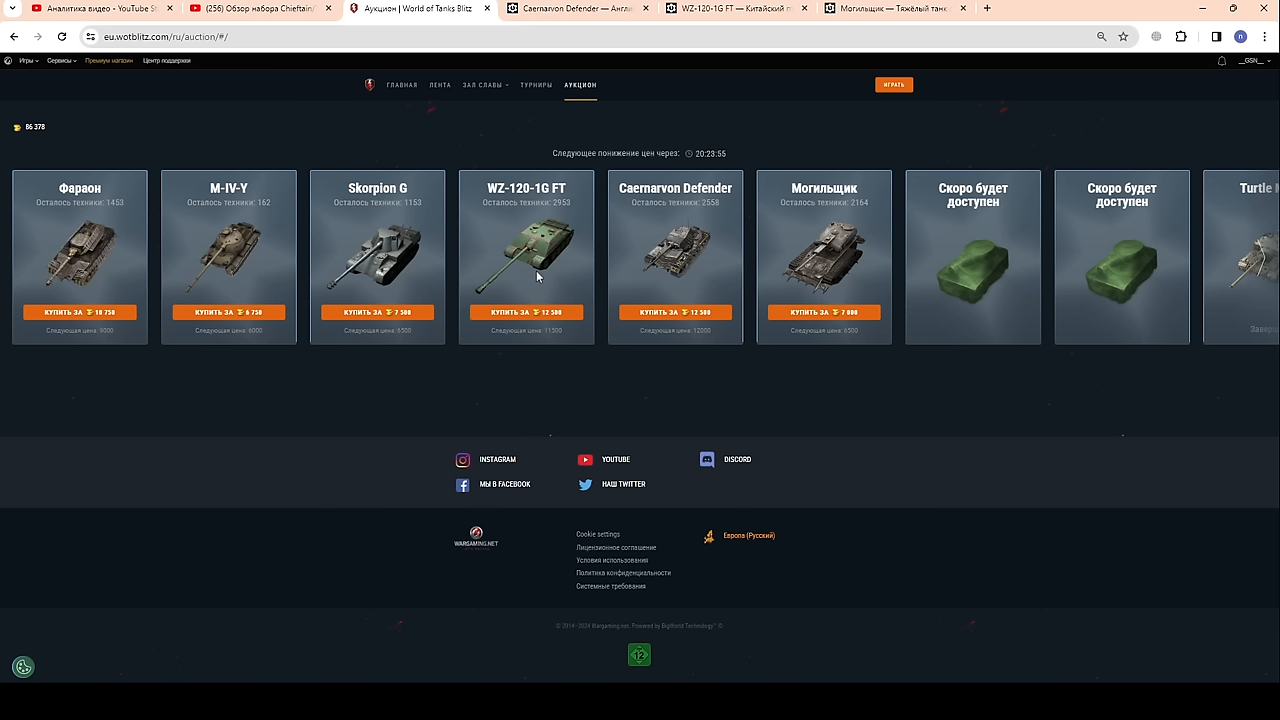 Аналитика видео - YouTube St
(256) Обзор набора Chieftain/T
Аукцион | World of Tanks Blitz
Caernarvon Defender — Англи
WZ-120-1G FT — Китайский п
Могильщик — Тяжёлый танк
eu.wotblitz.com/ru/auction/#/
Игры
Сервисы
Премиум магазин
Центр поддержки
__GSN__
ГЛАВНАЯ
ЛЕНТА
ЗАЛ СЛАВЫ
ТУРНИРЫ
АУКЦИОН
ИГРАТЬ
86 378
Следующее понижение цен через: 20:23:55
Фараон
Осталось техники: 1453
КУПИТЬ ЗА 10 750
Следующая цена: 9000
M-IV-Y
Осталось техники: 162
КУПИТЬ ЗА 6 750
Следующая цена: 6000
Skorpion G
Осталось техники: 1153
КУПИТЬ ЗА 7 500
Следующая цена: 6500
WZ-120-1G FT
Осталось техники: 2953
КУПИТЬ ЗА 12 500
Следующая цена: 11500
Caernarvon Defender
Осталось техники: 2558
КУПИТЬ ЗА 12 500
Следующая цена: 12000
Могильщик
Осталось техники: 2164
КУПИТЬ ЗА 7 000
Следующая цена: 6500
Скоро будет
доступен
Скоро будет
доступен
Turtle
Завер
INSTAGRAM
YOUTUBE
DISCORD
МЫ В FACEBOOK
НАШ TWITTER
WARGAMING.NET
Cookie settings
Лицензионное соглашение
Условия использования
Политика конфиденциальности
Системные требования
Европа (Русский)
© 2014–2024 Wargaming.net. Powered by BigWorld Technology™ ©
12